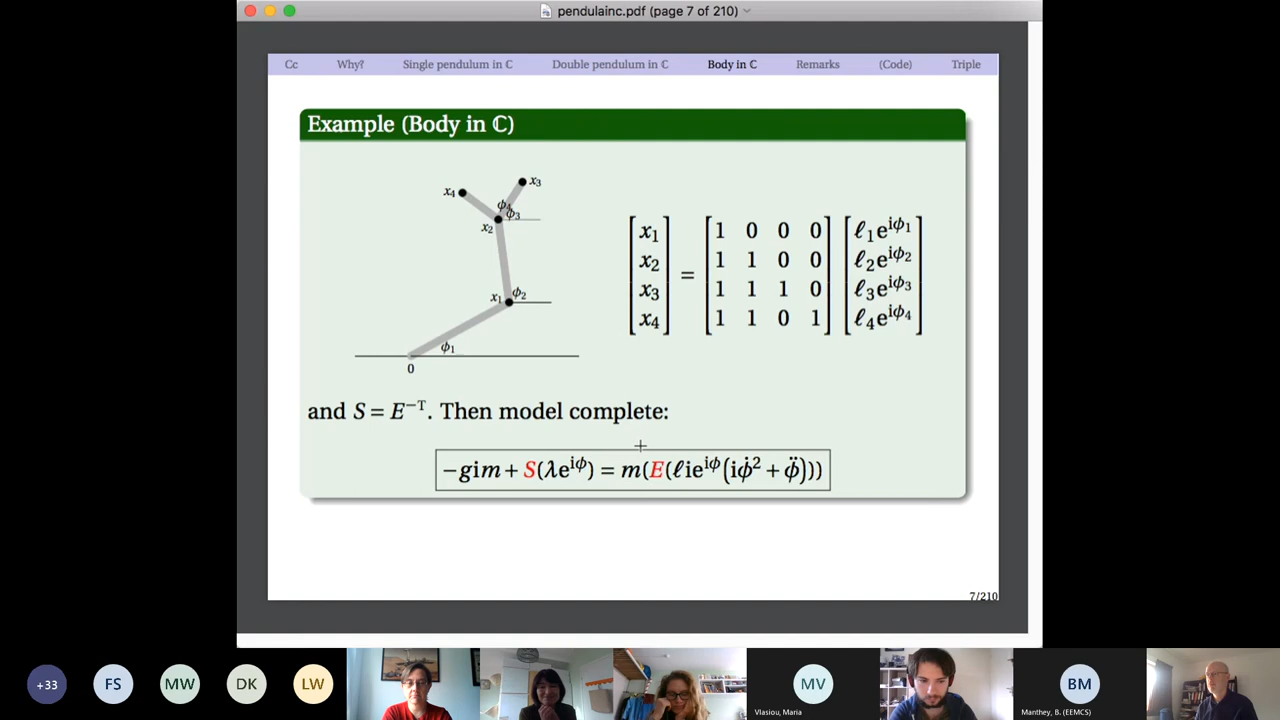 pendulainc.pdf (page 7 of 210)
Cc Why? Single pendulum in ℂ Double pendulum in ℂ Body in ℂ Remarks (Code) Triple
Example (Body in ℂ)
x₄ x₃
ϕ₄
ϕ₃
x₂
x₁ ϕ₂
ϕ₁
0
[x₁] = [1 0 0 0] [ℓ₁e^{iϕ₁}]
[x₂] [1 1 0 0] [ℓ₂e^{iϕ₂}]
[x₃] [1 1 1 0] [ℓ₃e^{iϕ₃}]
[x₄] [1 1 0 1] [ℓ₄e^{iϕ₄}]
and S = E^{−T}. Then model complete:
−gim + S(λe^{iϕ}) = m(E(ℓie^{iϕ}(iϕ̇² + ϕ̈)))
7/210
+33 FS MW DK LW MV BM
Vlasiou, Maria
Manthey, B. (EEMCS)